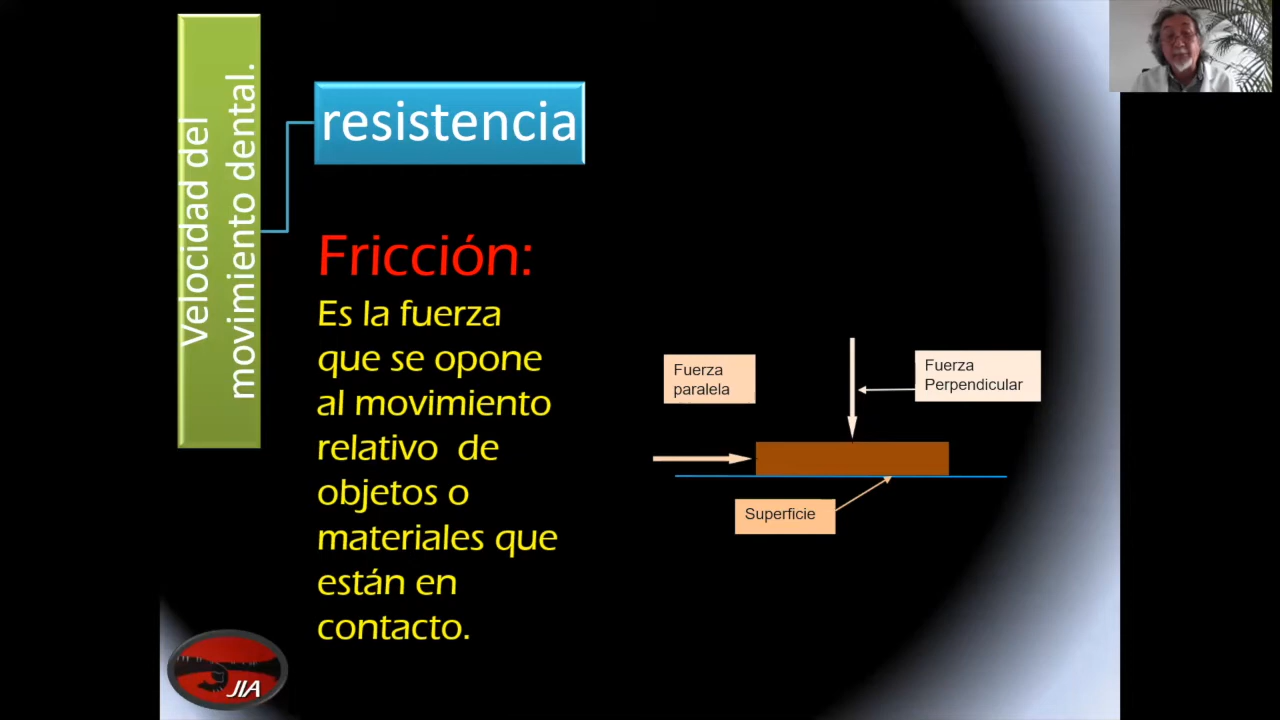 Velocidad del
movimiento dental.
resistencia
Fricción:
Es la fuerza
que se opone
al movimiento
relativo de
objetos o
materiales que
están en
contacto.
Fuerza
paralela
Fuerza
Perpendicular
Superficie
JIA